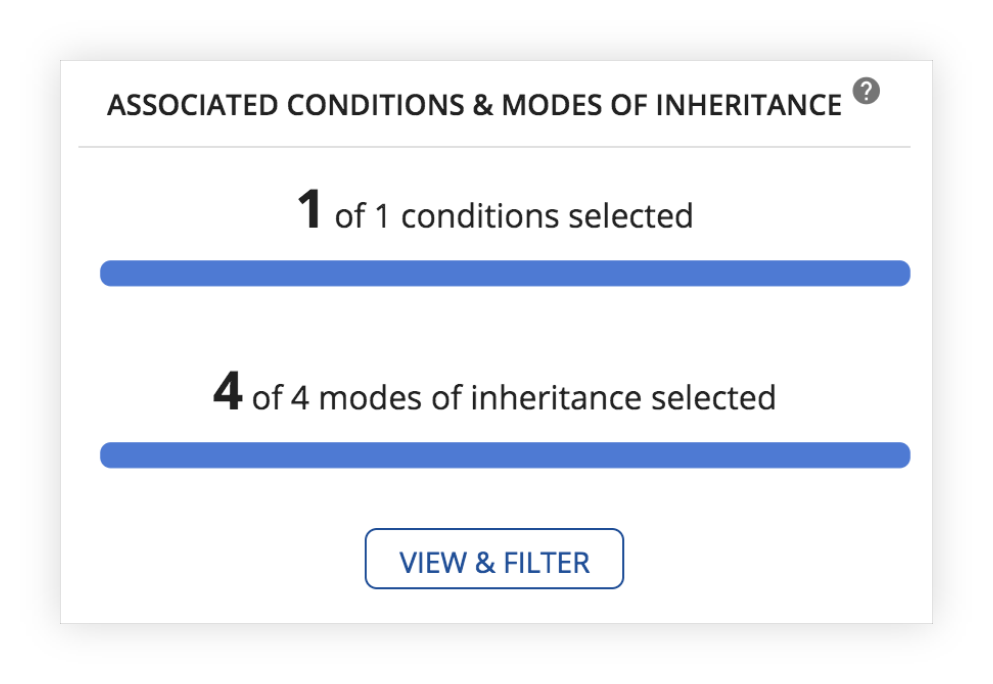 ASSOCIATED CONDITIONS & MODES OF INHERITANCE ?
1 of 1 conditions selected
4 of 4 modes of inheritance selected
VIEW & FILTER